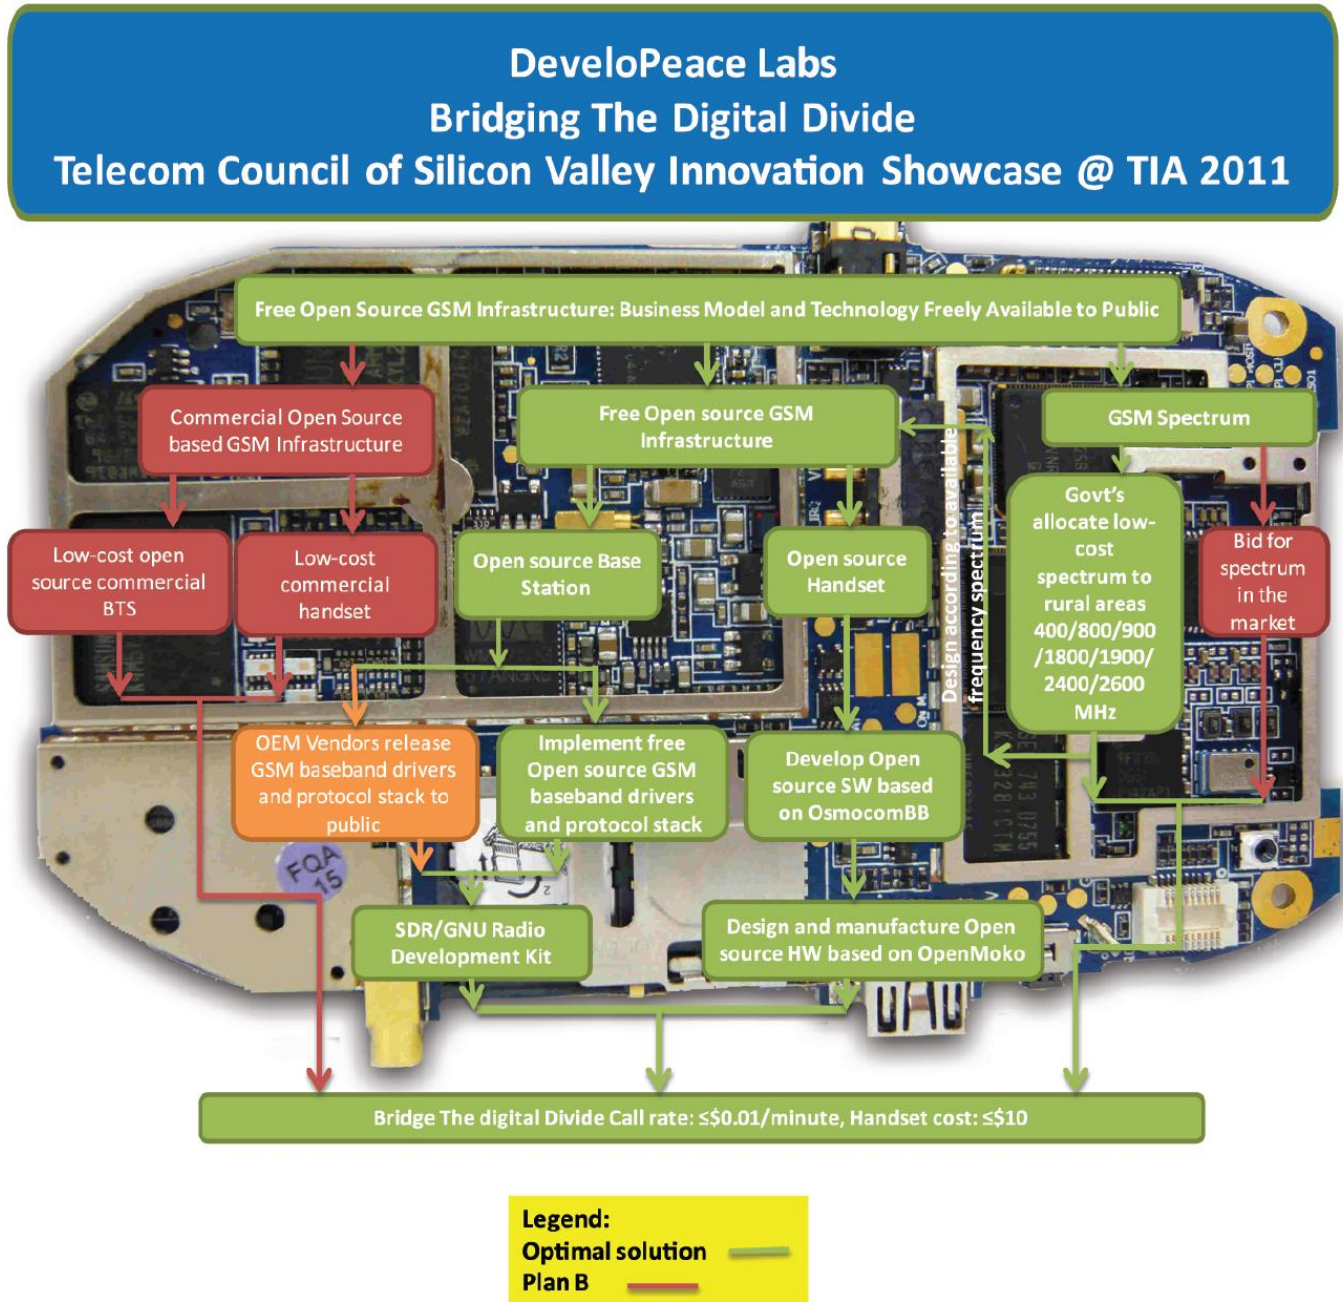 DeveloPeace Labs
Bridging The Digital Divide
Telecom Council of Silicon Valley Innovation Showcase @ TIA 2011
Free Open Source GSM Infrastructure: Business Model and Technology Freely Available to Public
Commercial Open Source
based GSM Infrastructure
Free Open source GSM
Infrastructure
GSM Spectrum
Low-cost open
source commercial
BTS
Low-cost
commercial
handset
Open source Base
Station
Open source
Handset
Design according to available
frequency spectrum
Govt's
allocate low-
cost
spectrum to
rural areas
400/800/900
/1800/1900/
2400/2600
MHz
Bid for
spectrum
in the
market
OEM Vendors release
GSM baseband drivers
and protocol stack to
public
Implement free
Open source GSM
baseband drivers
and protocol stack
Develop Open
source SW based
on OsmocomBB
FQA
15
SDR/GNU Radio
Development Kit
Design and manufacture Open
source HW based on OpenMoko
Bridge The digital Divide Call rate: ≤$0.01/minute, Handset cost: ≤$10
Legend:
Optimal solution
Plan B